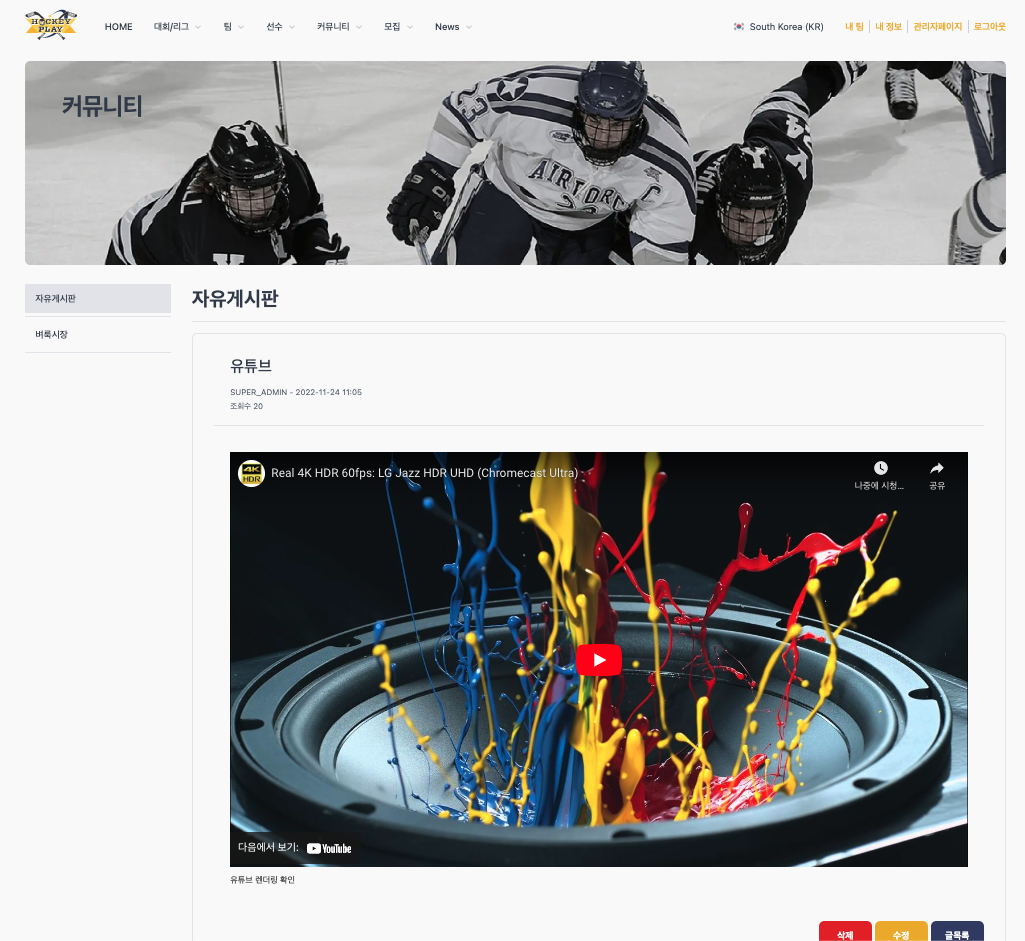 HOCKEY
PLAY
HOME 대회/리그 팀 선수 커뮤니티 모집 News
South Korea (KR) 내 팀 내 정보 관리자페이지 로그아웃
커뮤니티
23
AIR FORCE
C
24
Y
Y
자유게시판
벼룩시장
자유게시판
유튜브
SUPER_ADMIN - 2022-11-24 11:05
조회수 20
4K
HDR
Real 4K HDR 60fps: LG Jazz HDR UHD (Chromecast Ultra)
나중에 시청...
공유
다음에서 보기: YouTube
유튜브 렌더링 확인
삭제 수정 글목록